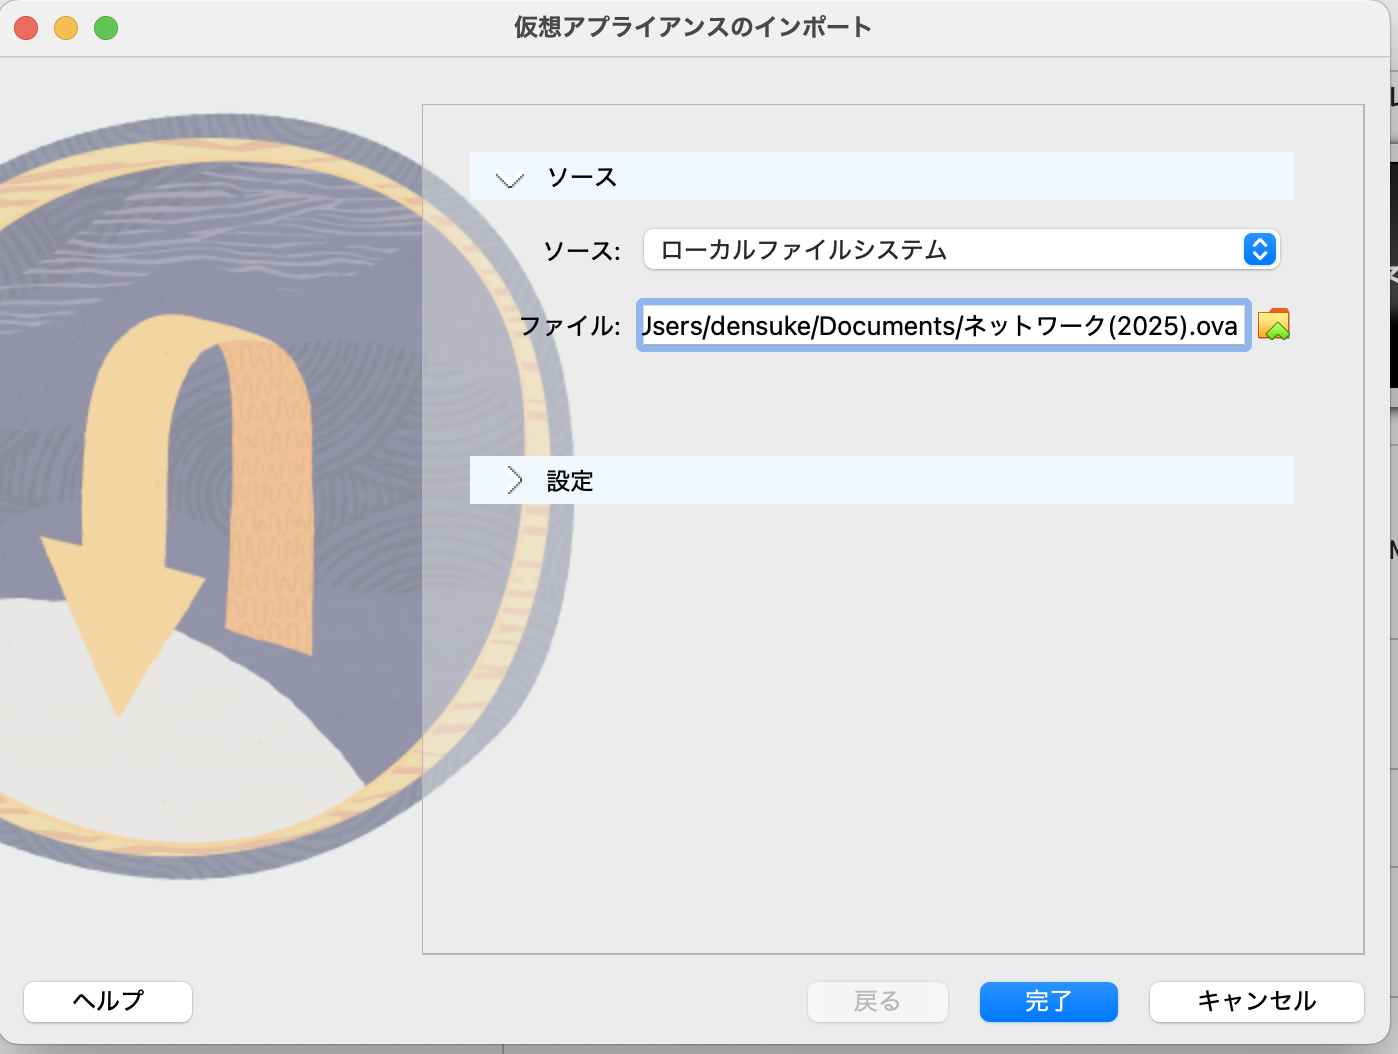 仮想アプライアンスのインポート
ソース
ソース: ローカルファイルシステム
ファイル: Users/densuke/Documents/ネットワーク(2025).ova
設定
ヘルプ 戻る 完了 キャンセル